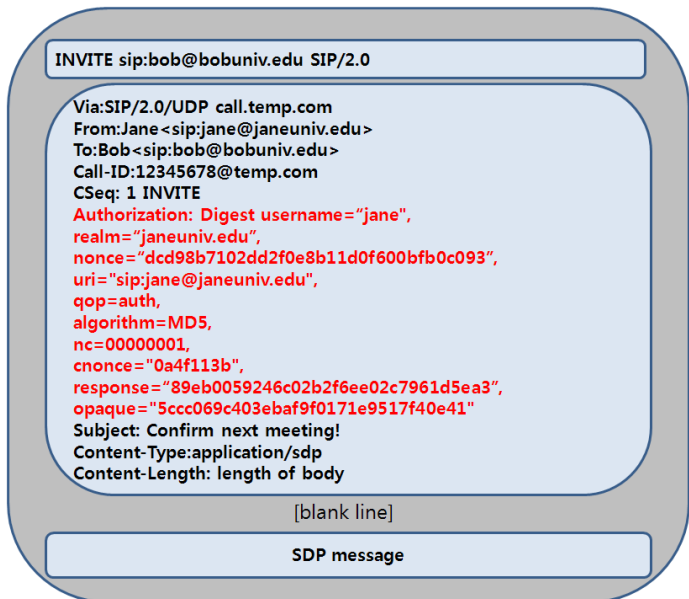 INVITE sip:bob@bobuniv.edu SIP/2.0
Via:SIP/2.0/UDP call.temp.com
From:Jane<sip:jane@janeuniv.edu>
To:Bob<sip:bob@bobuniv.edu>
Call-ID:12345678@temp.com
CSeq: 1 INVITE
Authorization: Digest username=“jane",
realm=“janeuniv.edu”,
nonce=“dcd98b7102dd2f0e8b11d0f600bfb0c093”,
uri="sip:jane@janeuniv.edu",
qop=auth,
algorithm=MD5,
nc=00000001,
cnonce="0a4f113b",
response=“89eb0059246c02b2f6ee02c7961d5ea3”,
opaque="5ccc069c403ebaf9f0171e9517f40e41"
Subject: Confirm next meeting!
Content-Type:application/sdp
Content-Length: length of body
[blank line]
SDP message